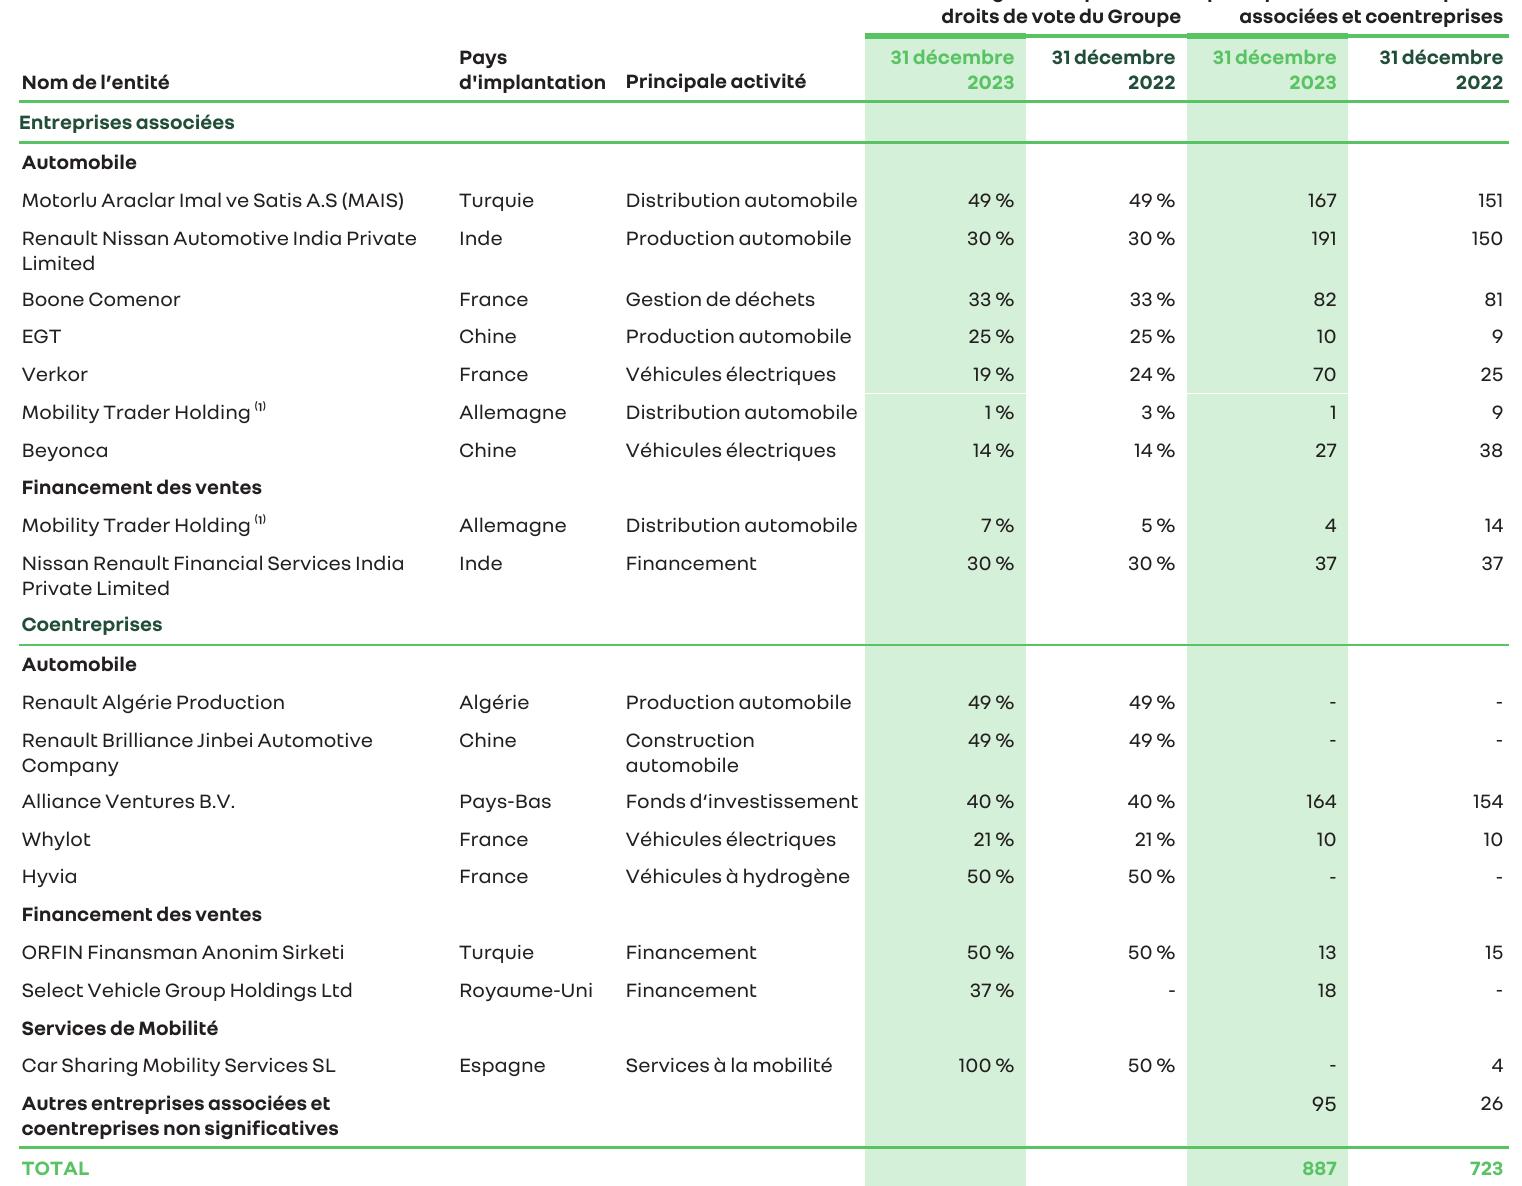 droits de vote du Groupe associées et coentreprises
Nom de l’entité Pays d'implantation Principale activité 31 décembre 2023 31 décembre 2022 31 décembre 2023 31 décembre 2022
Entreprises associées
Automobile
Motorlu Araclar Imal ve Satis A.S (MAIS) Turquie Distribution automobile 49 % 49 % 167 151
Renault Nissan Automotive India Private Inde Production automobile 30 % 30 % 191 150
Limited
Boone Comenor France Gestion de déchets 33 % 33 % 82 81
EGT Chine Production automobile 25 % 25 % 10 9
Verkor France Véhicules électriques 19 % 24 % 70 25
Mobility Trader Holding (1) Allemagne Distribution automobile 1 % 3 % 1 9
Beyonca Chine Véhicules électriques 14 % 14 % 27 38
Financement des ventes
Mobility Trader Holding (1) Allemagne Distribution automobile 7 % 5 % 4 14
Nissan Renault Financial Services India Inde Financement 30 % 30 % 37 37
Private Limited
Coentreprises
Automobile
Renault Algérie Production Algérie Production automobile 49 % 49 % - -
Renault Brilliance Jinbei Automotive Chine Construction 49 % 49 % - -
Company automobile
Alliance Ventures B.V. Pays-Bas Fonds d’investissement 40 % 40 % 164 154
Whylot France Véhicules électriques 21 % 21 % 10 10
Hyvia France Véhicules à hydrogène 50 % 50 % - -
Financement des ventes
ORFIN Finansman Anonim Sirketi Turquie Financement 50 % 50 % 13 15
Select Vehicle Group Holdings Ltd Royaume-Uni Financement 37 % - 18 -
Services de Mobilité
Car Sharing Mobility Services SL Espagne Services à la mobilité 100 % 50 % - 4
Autres entreprises associées et 95 26
coentreprises non significatives
TOTAL 887 723